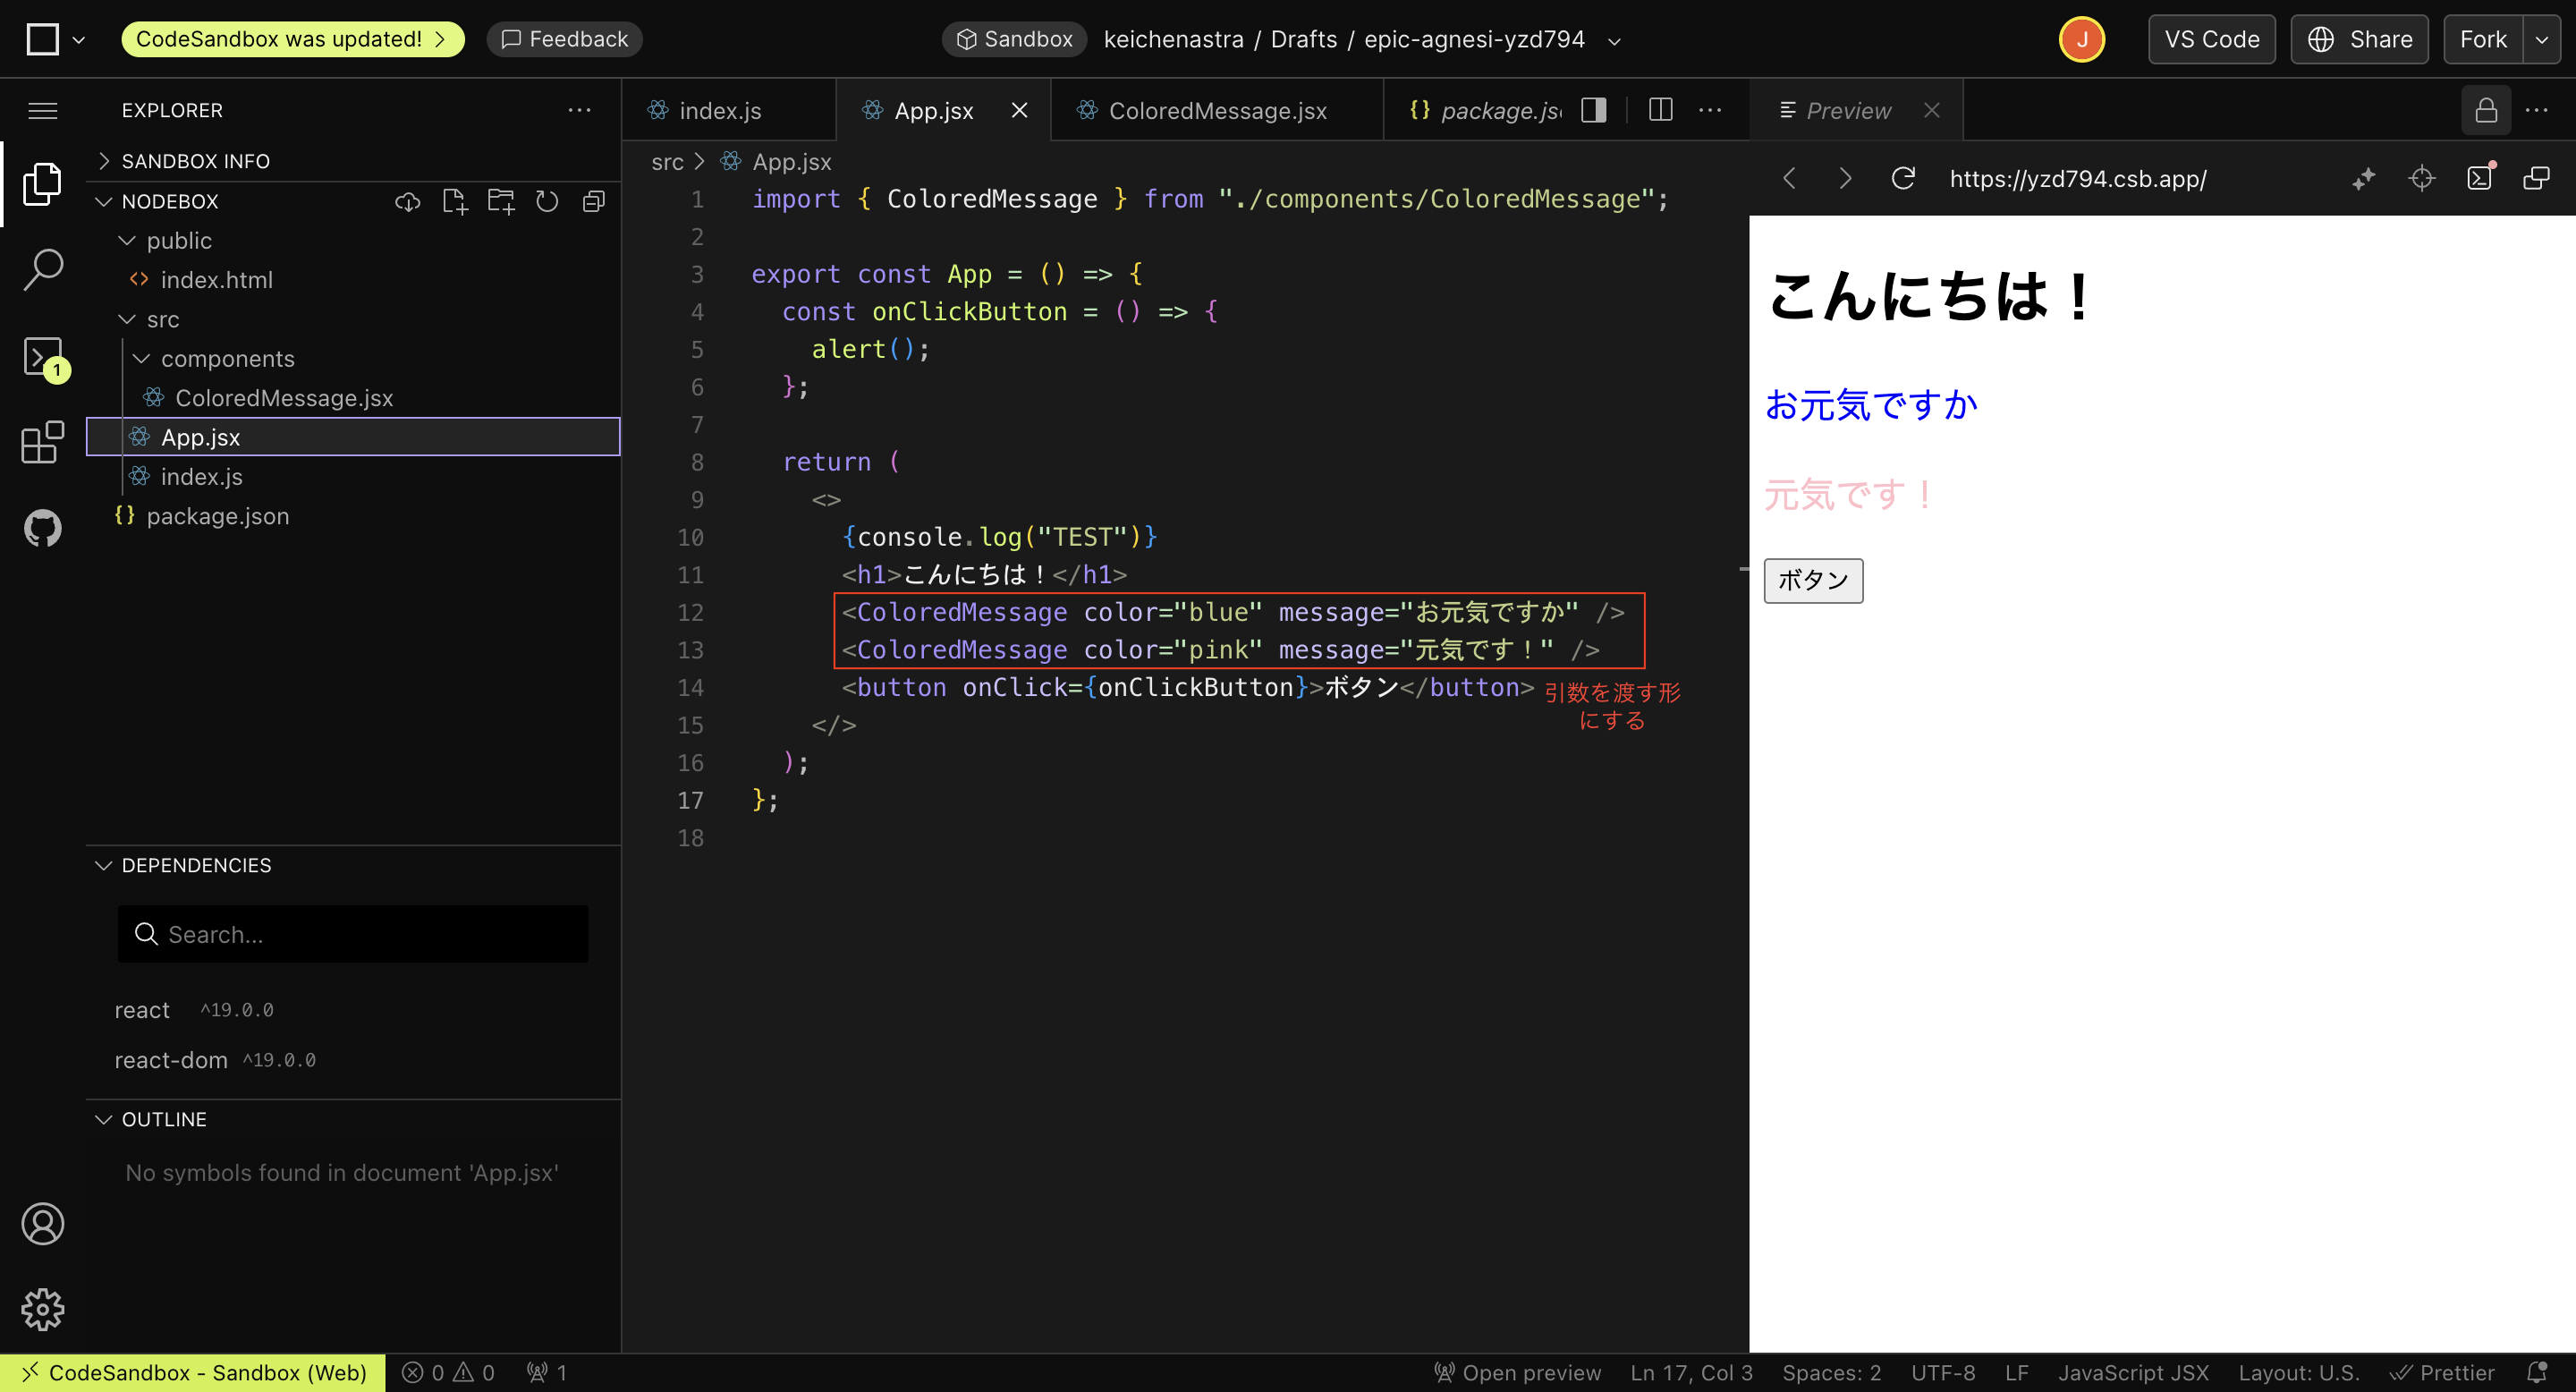 CodeSandbox was updated!
Feedback
Sandbox
keichenastra / Drafts / epic-agnesi-yzd794
J
VS Code
Share
Fork
EXPLORER
SANDBOX INFO
NODEBOX
public
index.html
src
components
ColoredMessage.jsx
App.jsx
index.js
package.json
1
DEPENDENCIES
Search...
react ^19.0.0
react-dom ^19.0.0
OUTLINE
No symbols found in document 'App.jsx'
index.js
App.jsx
ColoredMessage.jsx
package.js
src > App.jsx
1 import { ColoredMessage } from "./components/ColoredMessage";
2
3 export const App = () => {
4 const onClickButton = () => {
5 alert();
6 };
7
8 return (
9 <>
10 {console.log("TEST")}
11 <h1>こんにちは！</h1>
12 <ColoredMessage color="blue" message="お元気ですか" />
13 <ColoredMessage color="pink" message="元気です！" />
14 <button onClick={onClickButton}>ボタン</button>
15 </>
16 );
17 };
18
引数を渡す形
にする
Preview
https://yzd794.csb.app/
こんにちは！
お元気ですか
元気です！
ボタン
CodeSandbox - Sandbox (Web)
0
0
1
Open preview
Ln 17, Col 3
Spaces: 2
UTF-8
LF
JavaScript JSX
Layout: U.S.
Prettier